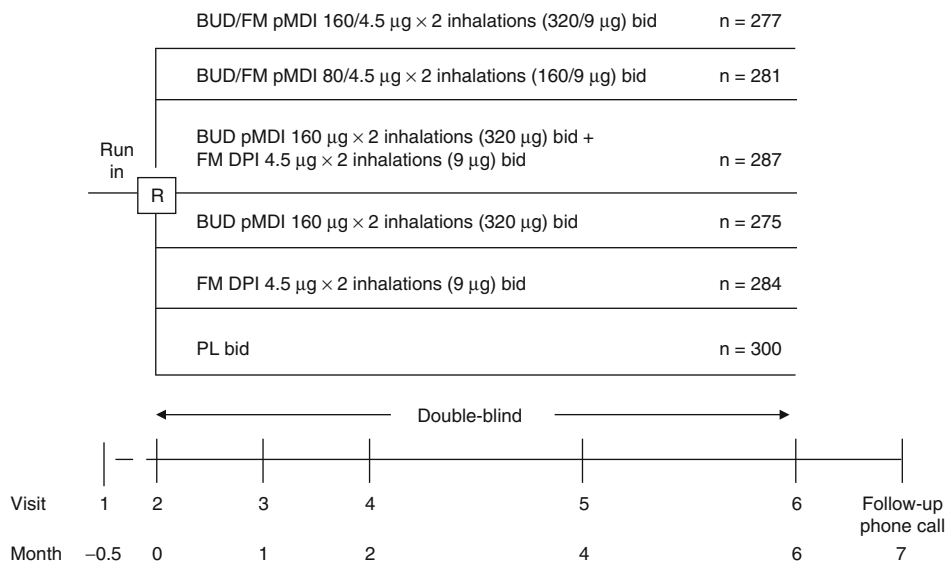 BUD/FM pMDI 160/4.5 µg × 2 inhalations (320/9 µg) bid n = 277
BUD/FM pMDI 80/4.5 µg × 2 inhalations (160/9 µg) bid n = 281
BUD pMDI 160 µg × 2 inhalations (320 µg) bid +
FM DPI 4.5 µg × 2 inhalations (9 µg) bid n = 287
Run
in
R
BUD pMDI 160 µg × 2 inhalations (320 µg) bid n = 275
FM DPI 4.5 µg × 2 inhalations (9 µg) bid n = 284
PL bid n = 300
Double-blind
Visit 1 2 3 4 5 6 Follow-up
phone call
Month −0.5 0 1 2 4 6 7